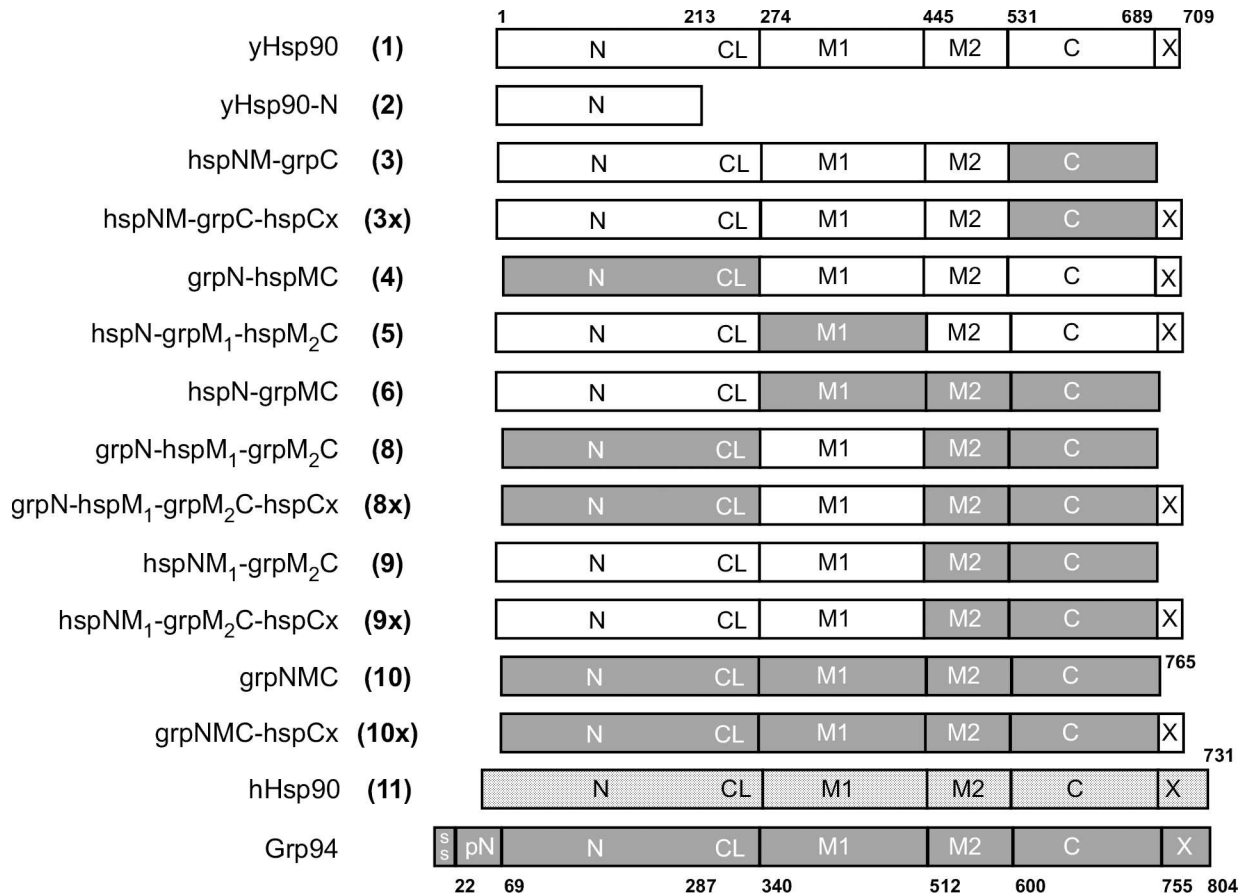 1 213 274 445 531 689 709
yHsp90 (1) N CL M1 M2 C X
yHsp90-N (2) N
hspNM-grpC (3) N CL M1 M2 C
hspNM-grpC-hspCx (3x) N CL M1 M2 C X
grpN-hspMC (4) N CL M1 M2 C X
hspN-grpM₁-hspM₂C (5) N CL M1 M2 C X
hspN-grpMC (6) N CL M1 M2 C
grpN-hspM₁-grpM₂C (8) N CL M1 M2 C
grpN-hspM₁-grpM₂C-hspCx (8x) N CL M1 M2 C X
hspNM₁-grpM₂C (9) N CL M1 M2 C
hspNM₁-grpM₂C-hspCx (9x) N CL M1 M2 C X
grpNMC (10) N CL M1 M2 C 765
grpNMC-hspCx (10x) N CL M1 M2 C X
731
hHsp90 (11) N CL M1 M2 C X
Grp94 ss pN N CL M1 M2 C X
22 69 287 340 512 600 755 804